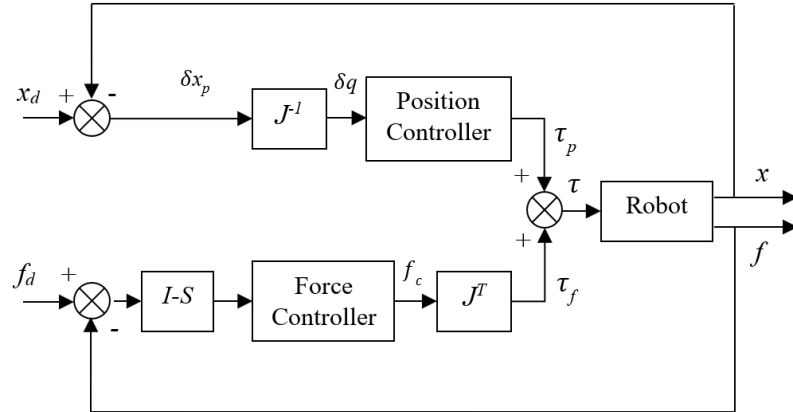 x_d
+
-
δx_p
J^-1
δq
Position
Controller
τ_p
+
τ
+
Robot
x
f
f_d
+
-
I-S
Force
Controller
f_c
J^T
τ_f